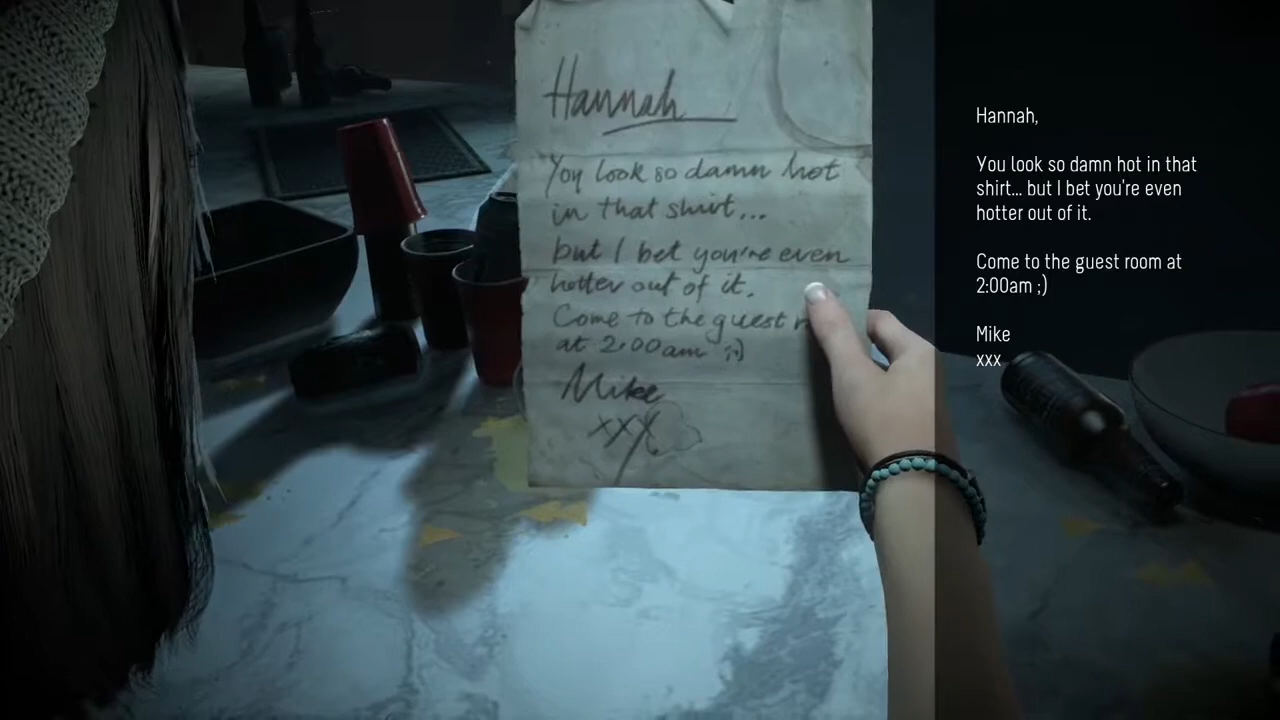 Hannah
You look so damn hot
in that shirt...
but I bet you're even
hotter out of it.
Come to the guest
at 2:00am ;)
Mike
xxx
Hannah,
You look so damn hot in that
shirt... but I bet you're even
hotter out of it.
Come to the guest room at
2:00am ;)
Mike
xxx